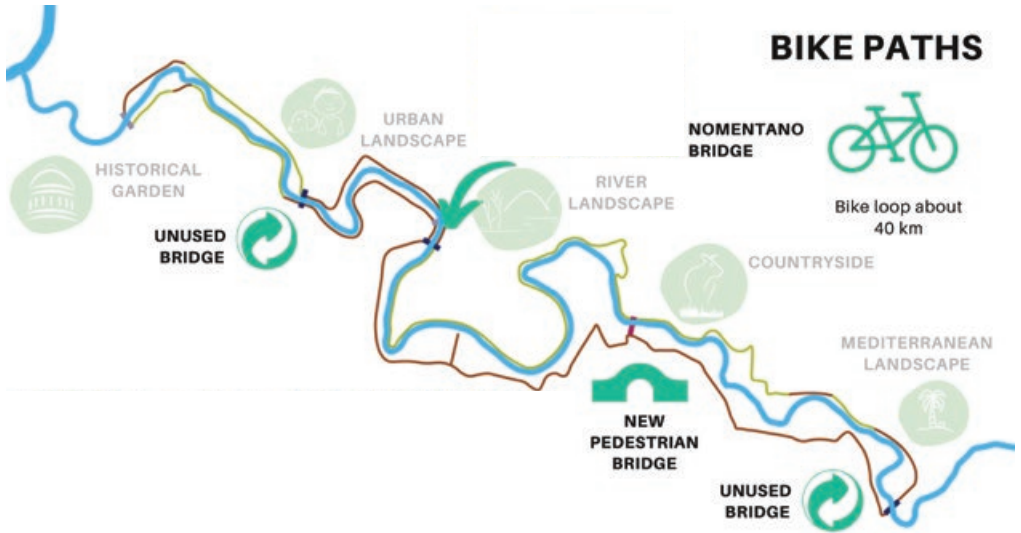 BIKE PATHS
NOMENTANO
BRIDGE
Bike loop about
40 km
URBAN
LANDSCAPE
HISTORICAL
GARDEN
RIVER
LANDSCAPE
UNUSED
BRIDGE
COUNTRYSIDE
MEDITERRANEAN
LANDSCAPE
NEW
PEDESTRIAN
BRIDGE
UNUSED
BRIDGE